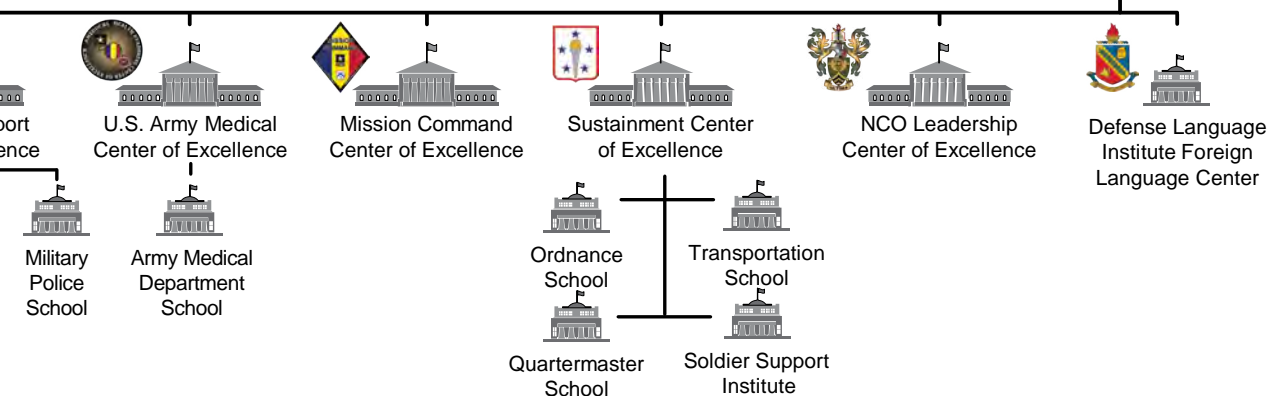 port
ence
U.S. Army Medical
Center of Excellence
Mission Command
Center of Excellence
Sustainment Center
of Excellence
NCO Leadership
Center of Excellence
Defense Language
Institute Foreign
Language Center
Military
Police
School
Army Medical
Department
School
Ordnance
School
Transportation
School
Quartermaster
School
Soldier Support
Institute